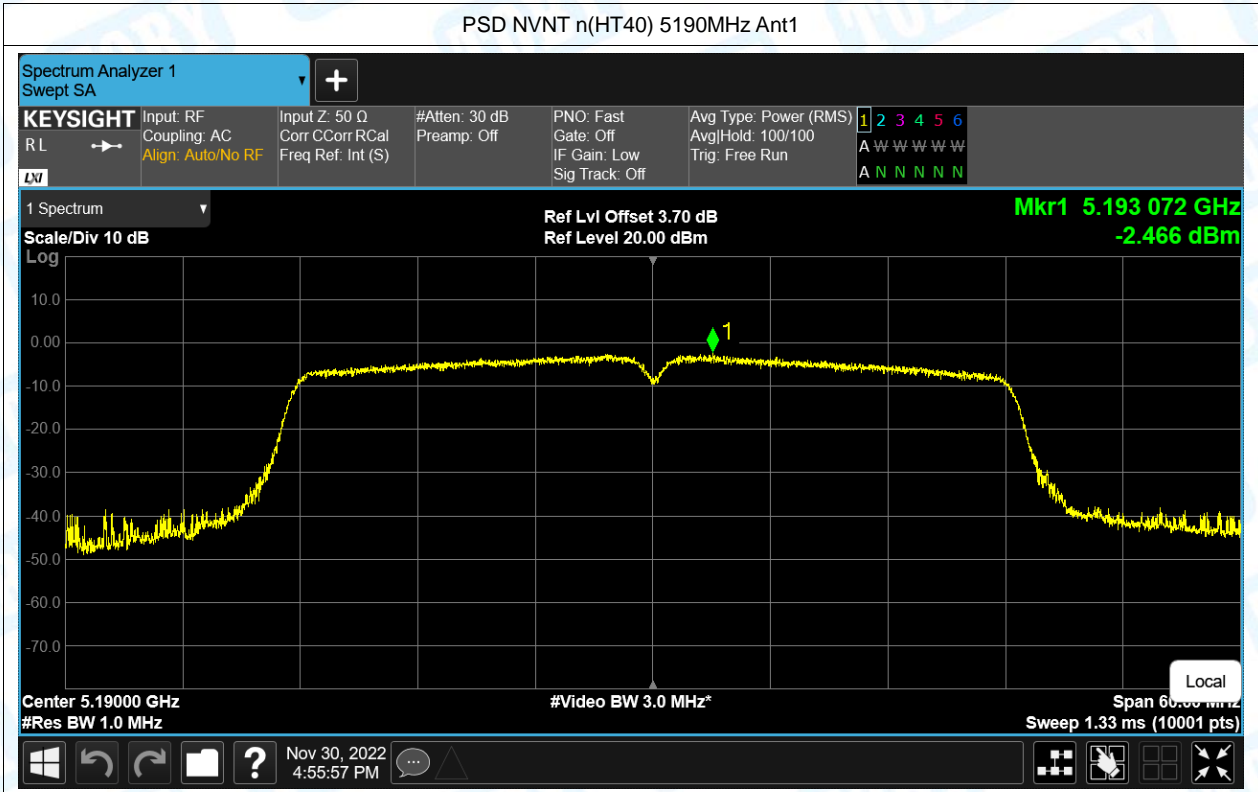 PSD NVNT n(HT40) 5190MHz Ant1
Spectrum Analyzer 1
Swept SA
KEYSIGHT
R L
LXI
Input: RF
Coupling: AC
Align: Auto/No RF
Input Z: 50 Ω
Corr CCorr RCal
Freq Ref: Int (S)
#Atten: 30 dB
Preamp: Off
PNO: Fast
Gate: Off
IF Gain: Low
Sig Track: Off
Avg Type: Power (RMS)
Avg|Hold: 100/100
Trig: Free Run
1 2 3 4 5 6
A W W W W W
A N N N N N
1 Spectrum
Scale/Div 10 dB
Log
Ref Lvl Offset 3.70 dB
Ref Level 20.00 dBm
Mkr1 5.193 072 GHz
-2.466 dBm
10.0
0.00
-10.0
-20.0
-30.0
-40.0
-50.0
-60.0
-70.0
1
Local
Center 5.19000 GHz
#Res BW 1.0 MHz
#Video BW 3.0 MHz*
Span 60.00 MHz
Sweep 1.33 ms (10001 pts)
?
Nov 30, 2022
4:55:57 PM